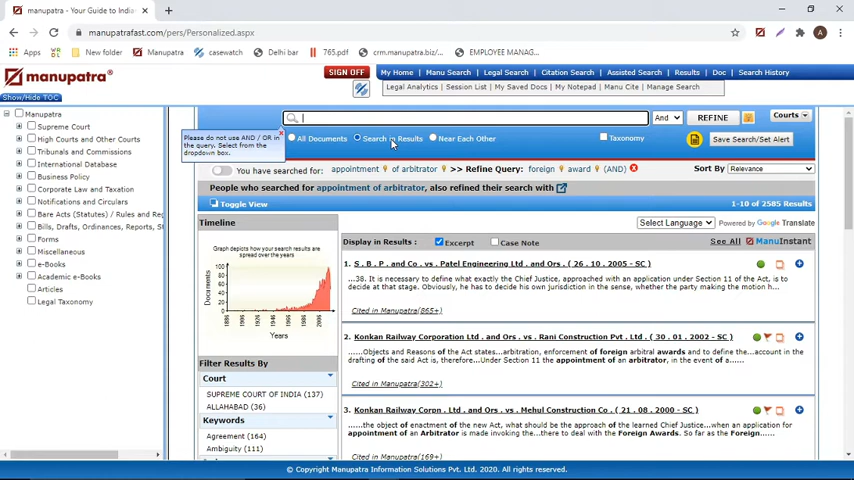 manupatra - Your Guide to Ind
manupatrafast.com/pers/Personalized.aspx
Apps
New folder
Manupatra
casewatch
Delhi bar
765.pdf
crm.manupatra.biz/...
EMPLOYEE MANAG...
manupatra®
SIGN OFF
My Home | Manu Search | Legal Search | Citation Search | Assisted Search | Results | Doc | Search History
Legal Analytics | Session List | My Saved Docs | My Notepad | Manu Cite | Manage Search
Show/Hide TOC
Manupatra
Supreme Court
High Courts and Other Courts
Tribunals and Commissions
International Database
Business Policy
Corporate Law and Taxation
Notifications and Circulars
Bare Acts (Statutes) / Rules and Reg
Bills, Drafts, Ordinances, Reports, St
Forms
Miscellaneous
e-Books
Academic e-Books
Articles
Legal Taxonomy
And
REFINE
Courts
Please do not use AND / OR in the query. Select from the dropdown box.
All Documents
Search in Results
Near Each Other
Taxonomy
Save Search/Set Alert
You have searched for: appointment of arbitrator >> Refine Query: foreign award (AND)
Sort By Relevance
People who searched for appointment of arbitrator, also refined their search with
Toggle View
1-10 of 2585 Results
Timeline
Graph depicts how your search results are spread over the years
Documents
100
80
60
40
20
0
1886
1926
1946
1966
1986
2006
Years
Filter Results By
Court
SUPREME COURT OF INDIA (137)
ALLAHABAD (36)
Keywords
Agreement (164)
Ambiguity (111)
Select Language
Powered by Google Translate
Display in Results : Excerpt Case Note
See All ManuInstant
1. S . B . P . and Co . vs . Patel Engineering Ltd . and Ors . ( 26 . 10 . 2005 - SC )
...38. It is necessary to define what exactly the Chief Justice, approached with an application under Section 11 of the Act, is to
decide at that stage. Obviously, he has to decide his own jurisdiction in the sense, whether the party making the motion h...
Cited in Manupatra(865+)
2. Konkan Railway Corporation Ltd . and Ors . vs . Rani Construction Pvt . Ltd . ( 30 . 01 . 2002 - SC )
......Objects and Reasons of the Act states...arbitration, enforcement of foreign arbitral awards and to define the...account in the
drafting of the said Act is, therefore...Under Section 11 the appointment of an arbitrator, in the event of a...
Cited in Manupatra(302+)
3. Konkan Railway Corpn . Ltd . and Ors . vs . Mehul Construction Co . ( 21 . 08 . 2000 - SC )
......the object of enactment of the new Act, what should be the approach of the learned Chief Justice...when an application for
appointment of an Arbitrator is made invoking the...there to deal with the Foreign Awards. So far as the Foreign...
Cited in Manupatra(169+)
© Copyright Manupatra Information Solutions Pvt. Ltd. 2020. All rights reserved.